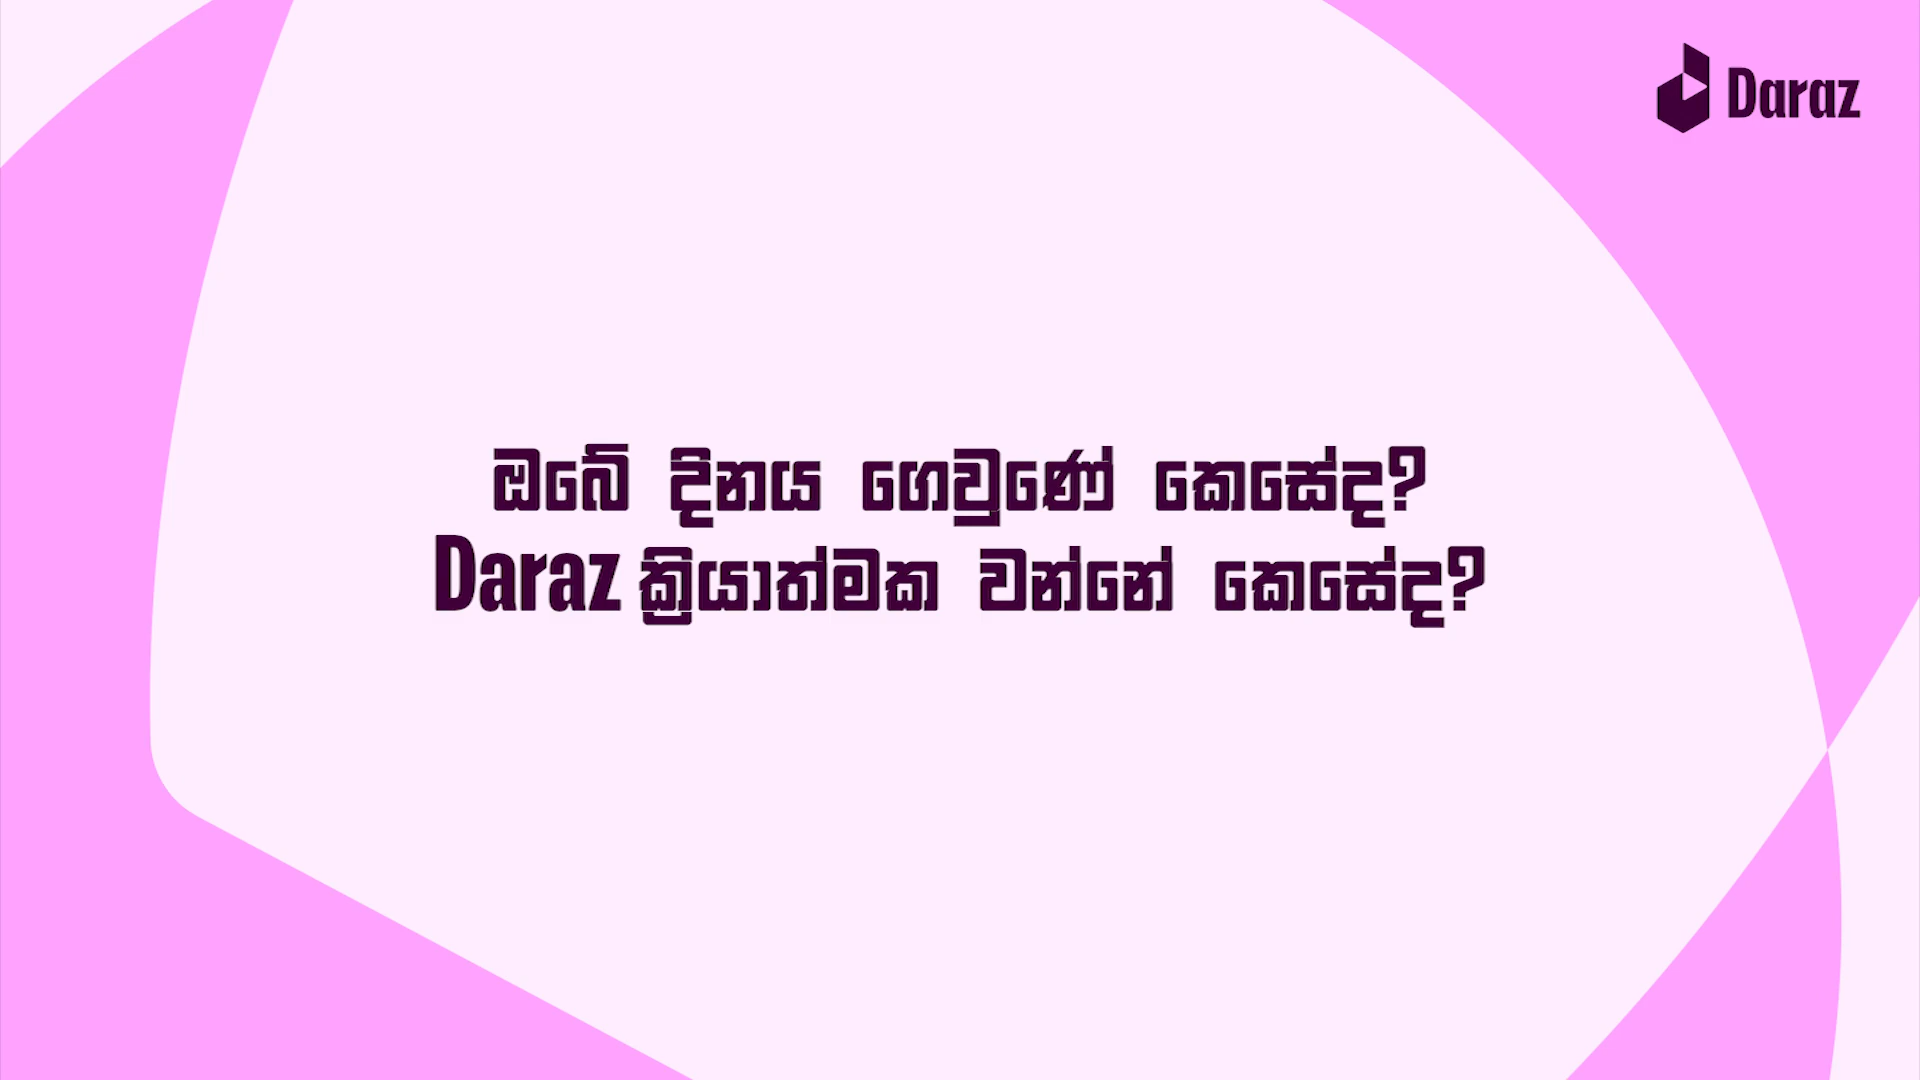 Daraz
ඔබේ දිනය ගෙවුණේ කෙසේද?
Daraz ක්‍රියාත්මක වන්නේ කෙසේද?